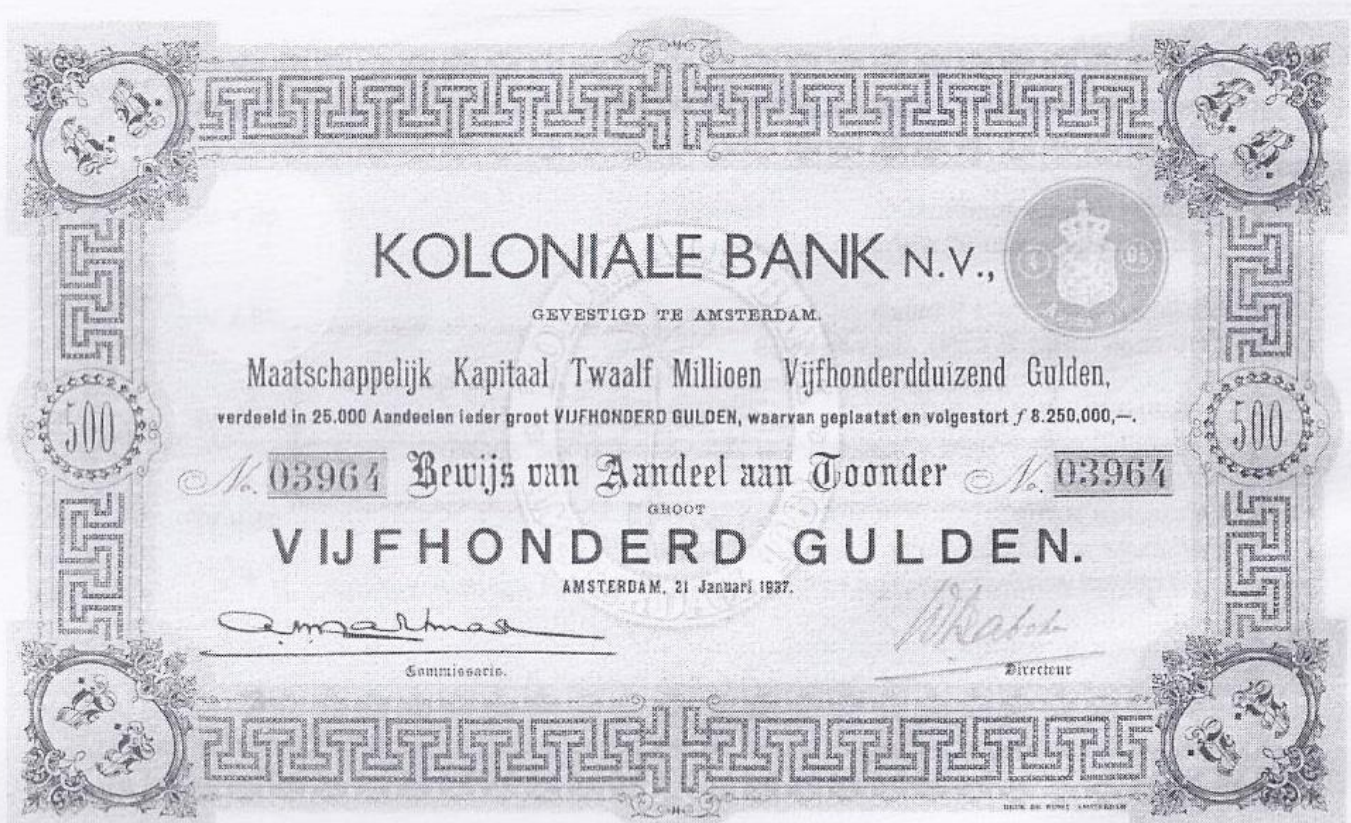 KOLONIALE BANK N.V.,
GEVESTIGD TE AMSTERDAM.
Maatschappelijk Kapitaal Twaalf Millioen Vijfhonderdduizend Gulden,
verdeeld in 25.000 Aandeelen ieder groot VIJFHONDERD GULDEN, waarvan geplaatst en volgestort ƒ 8.250.000,—.
500
500
No. 03964 Bewijs van Aandeel aan Toonder No. 03964
GROOT
VIJFHONDERD GULDEN.
AMSTERDAM, 21 Januari 1937.
Commissaris.
Directeur